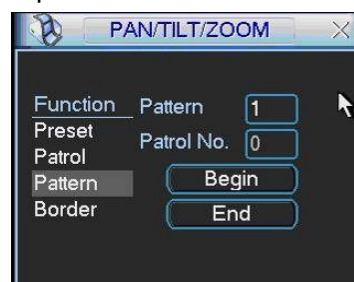 PAN/TILT/ZOOM
Function
Preset
Patrol
Pattern
Border
Pattern 1
Patrol No. 0
Begin
End